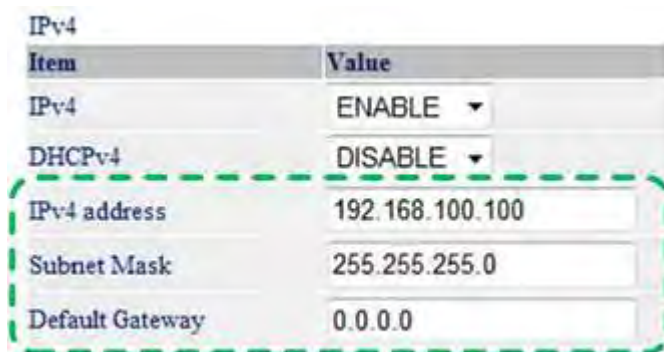 IPv4
Item Value
IPv4 ENABLE
DHCPv4 DISABLE
IPv4 address 192.168.100.100
Subnet Mask 255.255.255.0
Default Gateway 0.0.0.0